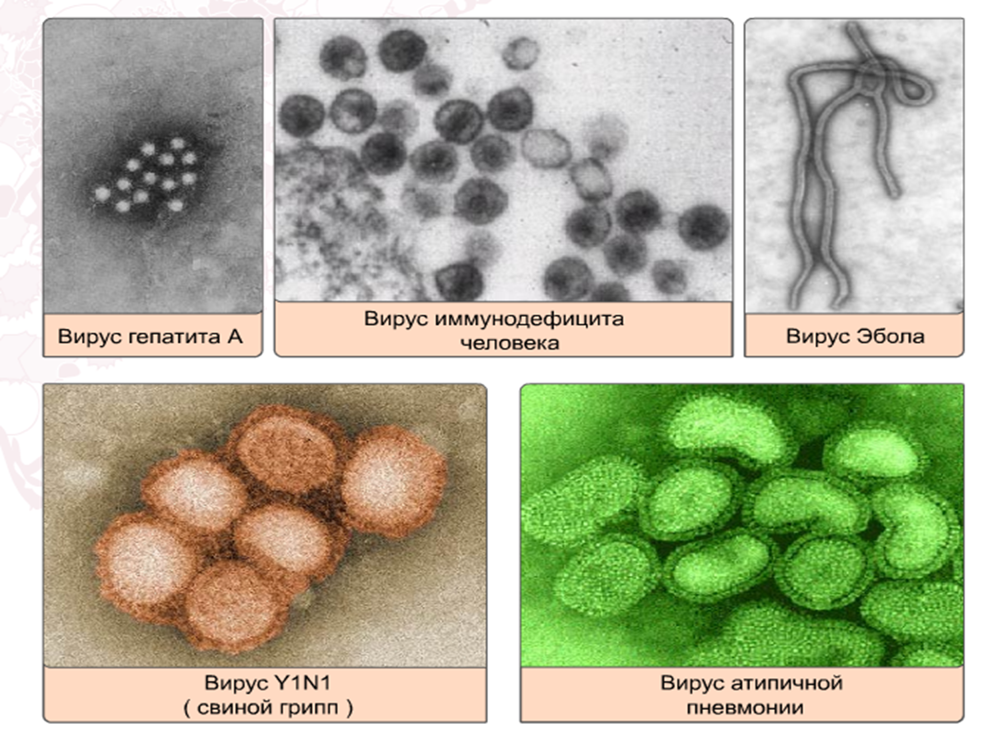 Вирус гепатита А
Вирус иммунодефицита
человека
Вирус Эбола
Вирус Y1N1
( свиной грипп )
Вирус атипичной
пневмонии